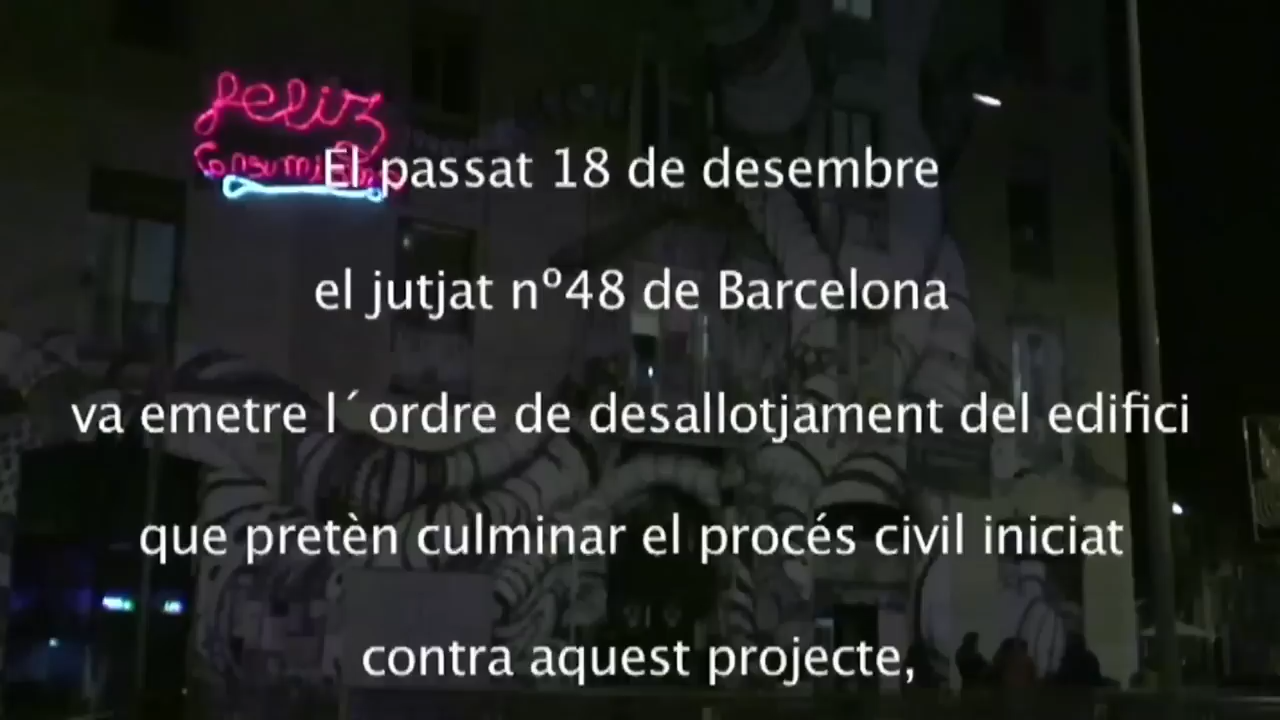 feliz
Consumi
El passat 18 de desembre
el jutjat nº48 de Barcelona
va emetre l´ordre de desallotjament del edifici
que pretèn culminar el procés civil iniciat
contra aquest projecte,